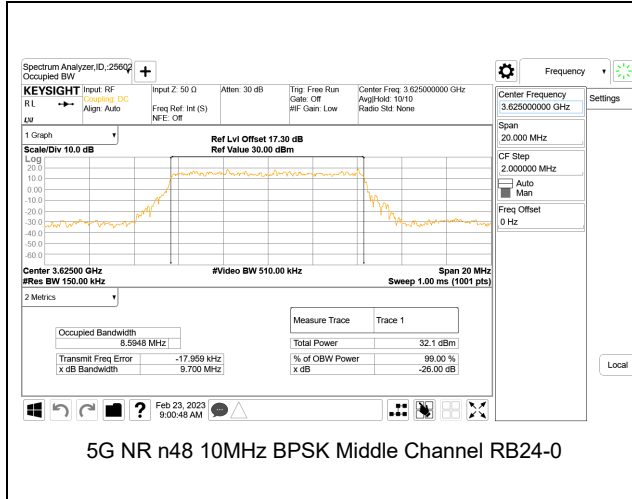 Spectrum Analyzer,ID,:25602
Occupied BW
+
Frequency
KEYSIGHT
Input: RF
Input Z: 50 Ω
Atten: 30 dB
Trig: Free Run
Center Freq: 3.625000000 GHz
RL
Coupling: DC
Gate: Off
Avg|Hold: 10/10
Align: Auto
Freq Ref: Int (S)
#IF Gain: Low
Radio Std: None
NFE: Off
Center Frequency
3.625000000 GHz
Settings
Span
20.000 MHz
CF Step
2.000000 MHz
Auto
Man
Freq Offset
0 Hz
Local
1 Graph
Ref Lvl Offset 17.30 dB
Scale/Div 10.0 dB
Ref Value 30.00 dBm
Log
20.0
10.0
0.00
-10.0
-20.0
-30.0
-40.0
-50.0
-60.0
Center 3.62500 GHz
#Video BW 510.00 kHz
Span 20 MHz
#Res BW 150.00 kHz
Sweep 1.00 ms (1001 pts)
2 Metrics
Measure Trace
Trace 1
Occupied Bandwidth
8.5948 MHz
Total Power
32.1 dBm
Transmit Freq Error
-17.959 kHz
% of OBW Power
99.00 %
x dB Bandwidth
9.700 MHz
x dB
-26.00 dB
?
Feb 23, 2023
9:00:48 AM
5G NR n48 10MHz BPSK Middle Channel RB24-0